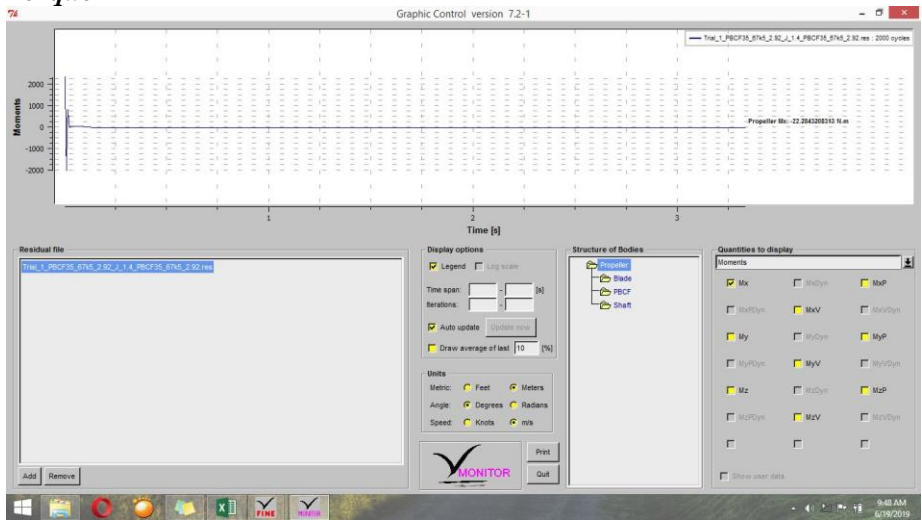 Graphic Control version 7.2-1
Trial_1_PBCF35_67k5_2.92_J_1.4_PBCF35_67k5_2.92.res : 2000 cycles
Moments
2000
1000
0
-1000
-2000
Propeller Mx: -22.2843208313 N.m
1 2 3
Time [s]
Residual file
Trial_1_PBCF35_67k5_2.92_J_1.4_PBCF35_67k5_2.92.res
Add Remove
Display options
Legend Log scale
Time span: - [s]
Iterations: -
Auto update Update now
Draw average of last 10 [%]
Units
Metric: Feet Meters
Angle: Degrees Radians
Speed: Knots m/s
MONITOR
Print
Quit
Structure of Bodies
Propeller
Blade
PBCF
Shaft
Quantities to display
Moments
Mx MxDyn MxP
MxPDyn MxV MxVDyn
My MyDyn MyP
MyPDyn MyV MyVDyn
Mz MzDyn MzP
MzPDyn MzV MzVDyn
Show user data
FINE MONITOR
9:48 AM
6/19/2019